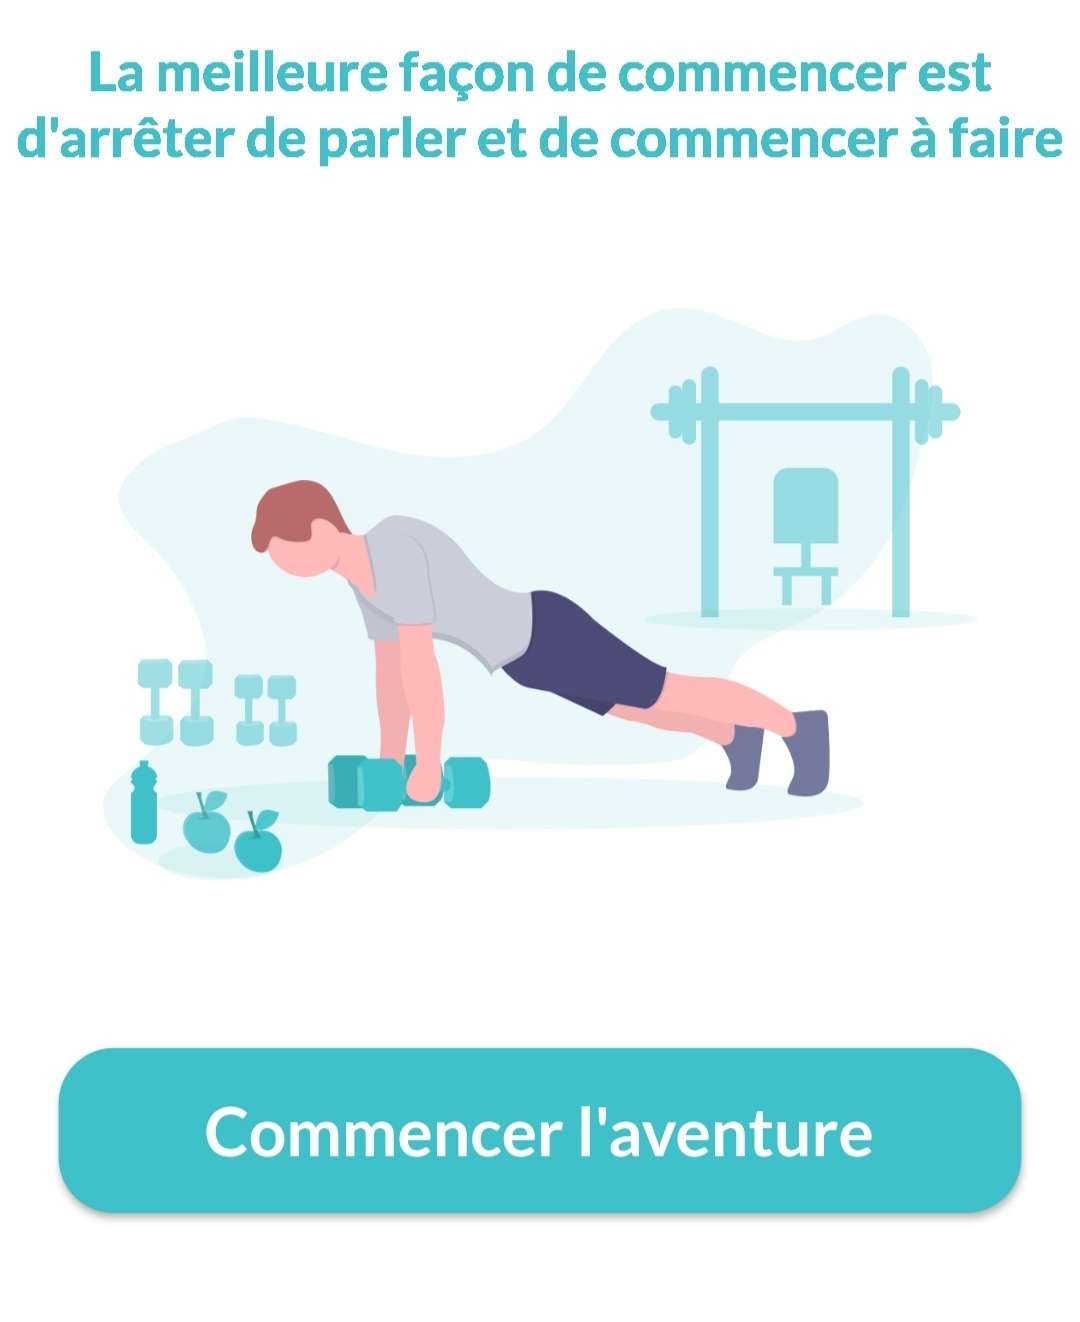 La meilleure façon de commencer est
d'arrêter de parler et de commencer à faire
Commencer l'aventure